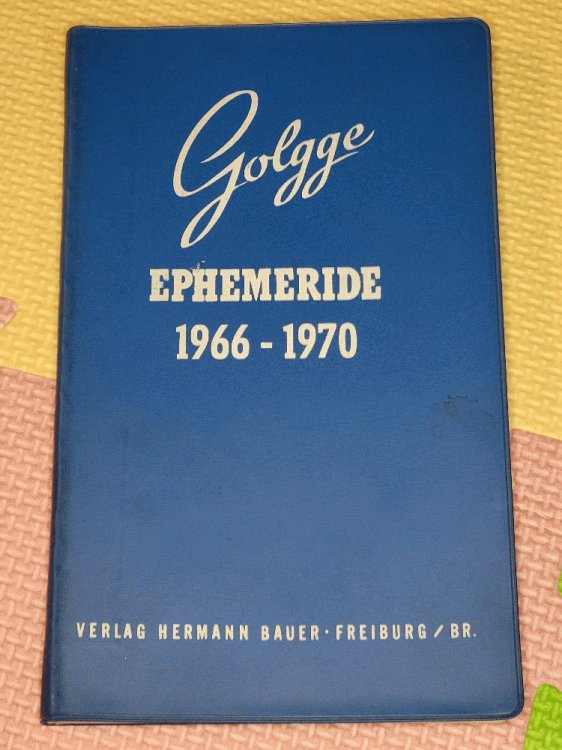 Golgge
EPHEMERIDE
1966 - 1970
VERLAG HERMANN BAUER · FREIBURG / BR.